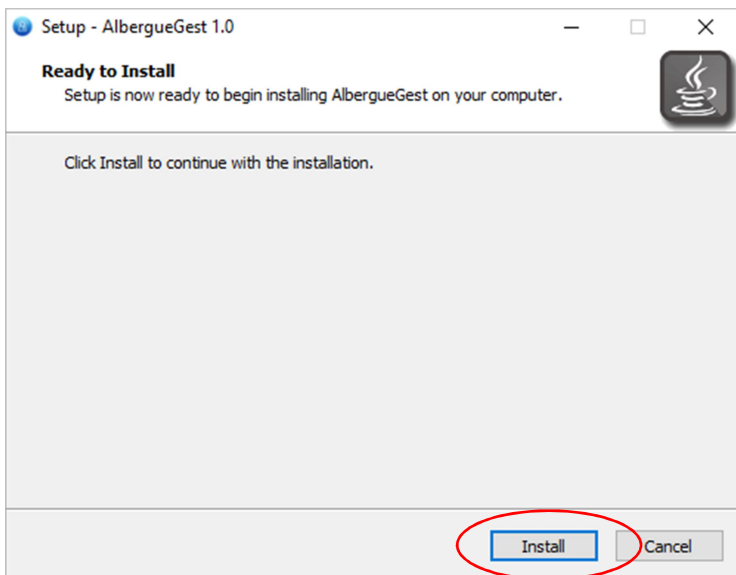 Setup - AlbergueGest 1.0
Ready to Install
Setup is now ready to begin installing AlbergueGest on your computer.
Click Install to continue with the installation.
Install
Cancel